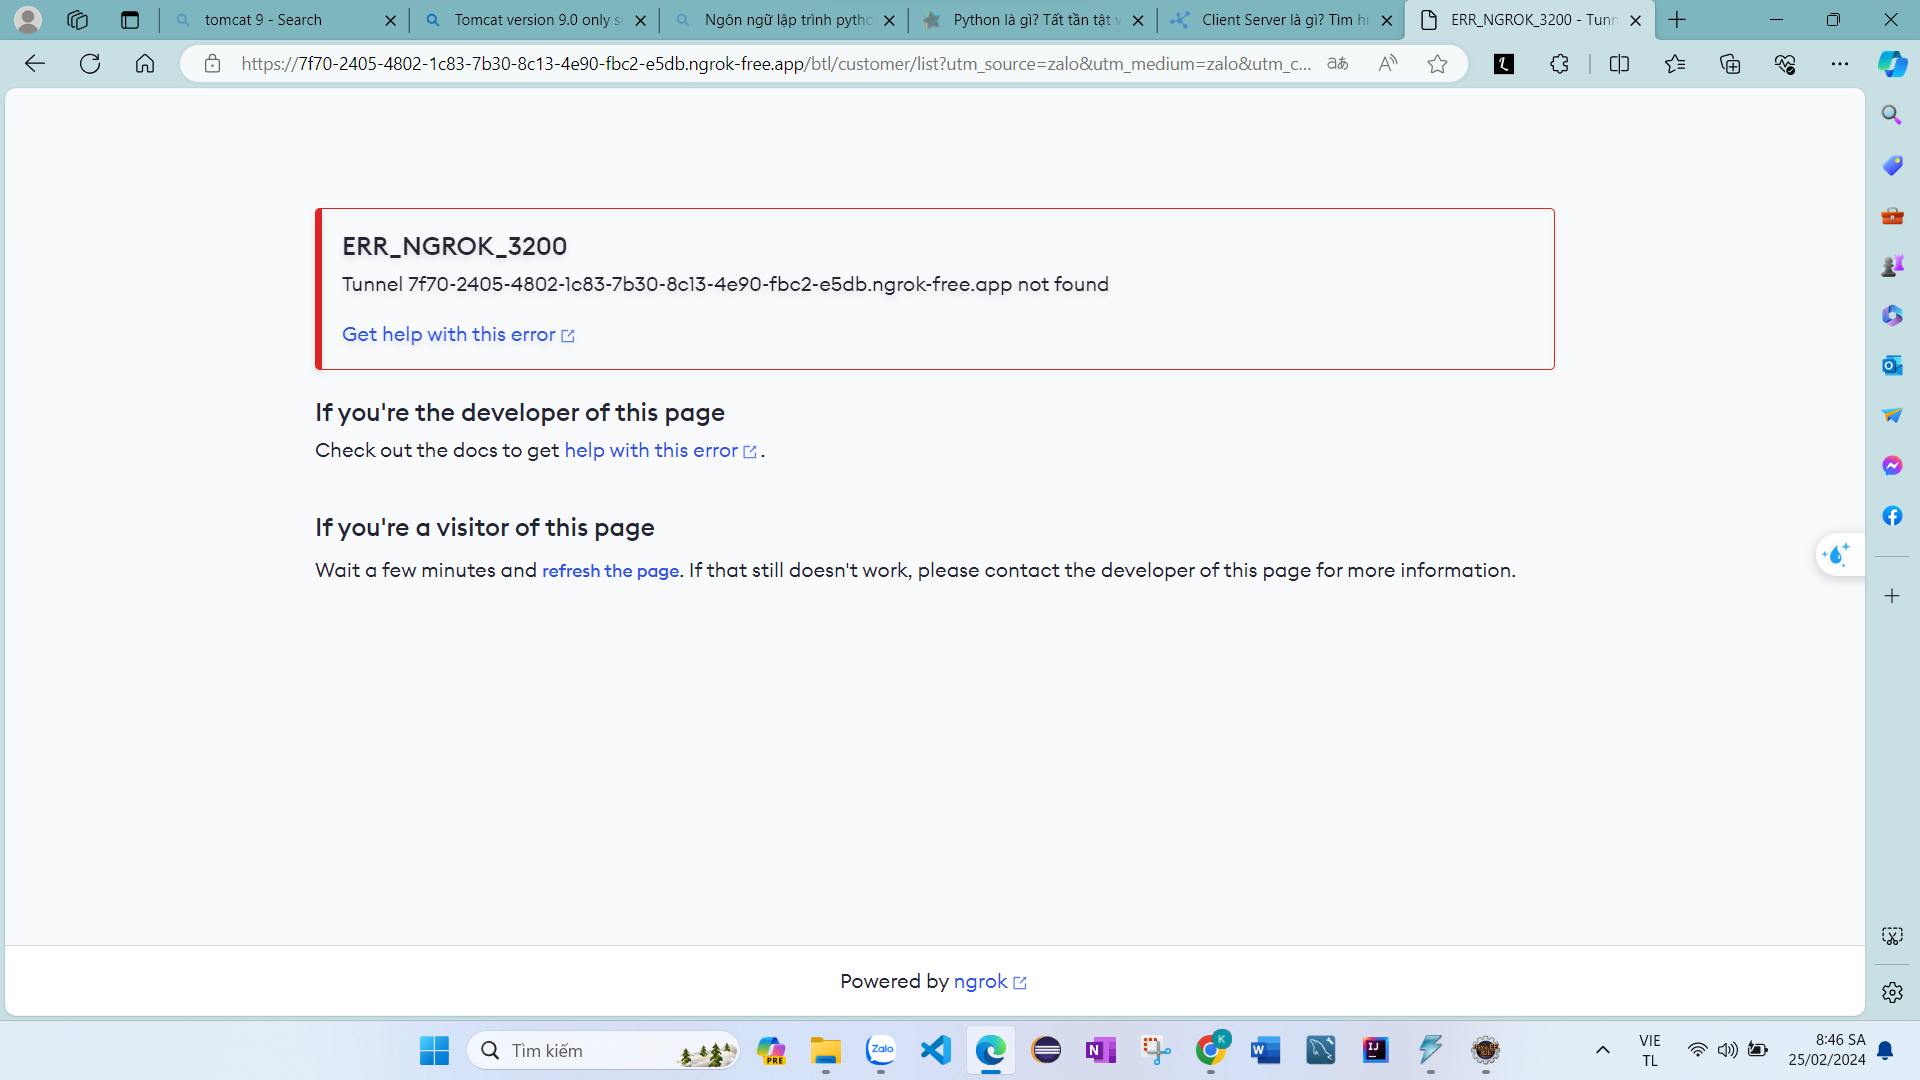 tomcat 9 - Search
Tomcat version 9.0 only su
Ngôn ngữ lập trình pytho
Python là gì? Tất tần tật v
Client Server là gì? Tìm hi
ERR_NGROK_3200 - Tunn
https://7f70-2405-4802-1c83-7b30-8c13-4e90-fbc2-e5db.ngrok-free.app/btl/customer/list?utm_source=zalo&utm_medium=zalo&utm_c...
ERR_NGROK_3200
Tunnel 7f70-2405-4802-1c83-7b30-8c13-4e90-fbc2-e5db.ngrok-free.app not found
Get help with this error
If you're the developer of this page
Check out the docs to get help with this error.
If you're a visitor of this page
Wait a few minutes and refresh the page. If that still doesn't work, please contact the developer of this page for more information.
Powered by ngrok
Tìm kiếm
PRE
Zalo
K
VIE
TL
8:46 SA
25/02/2024